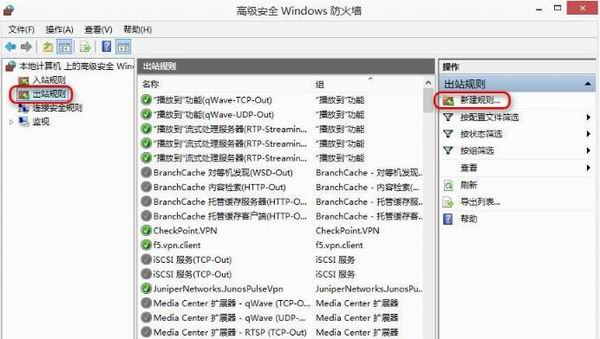 高级安全 Windows 防火墙
文件(F) 操作(A) 查看(V) 帮助(H)
本地计算机 上的高级安全 Win
入站规则
出站规则
连接安全规则
监视
出站规则
名称 组
“播放到”功能(qWave-TCP-Out) “播放到”功能
“播放到”功能(qWave-UDP-Out) “播放到”功能
“播放到”流式处理服务器(RTP-Streamin... “播放到”功能
“播放到”流式处理服务器(RTP-Streamin... “播放到”功能
“播放到”流式处理服务器(RTP-Streamin... “播放到”功能
BranchCache 对等机发现(WSD-Out) BranchCache - 对等机发现...
BranchCache 内容检索(HTTP-Out) BranchCache - 内容检索(...
BranchCache 托管缓存服务器(HTTP-O... BranchCache - 托管缓存服...
BranchCache 托管缓存客户端(HTTP-O... BranchCache - 托管缓存客...
CheckPoint.VPN CheckPoint.VPN
f5.vpn.client f5.vpn.client
iSCSI 服务(TCP-Out) iSCSI 服务
iSCSI 服务(TCP-Out) iSCSI 服务
JuniperNetworks.JunosPulseVpn JuniperNetworks.JunosPul...
Media Center 扩展器 - qWave (TCP-O... Media Center 扩展器
Media Center 扩展器 - qWave (UDP-... Media Center 扩展器
Media Center 扩展器 - RTSP (TCP-Out) Media Center 扩展器
操作
出站规则
新建规则...
按配置文件筛选
按状态筛选
按组筛选
查看
刷新
导出列表...
帮助